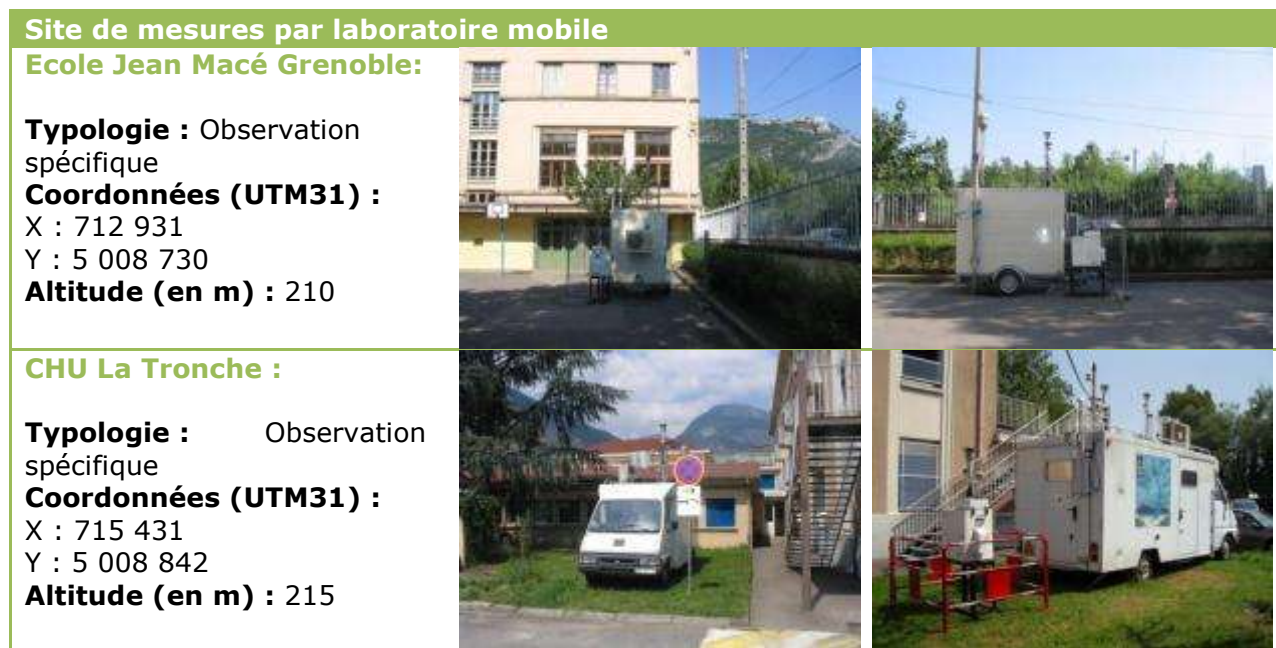 Site de mesures par laboratoire mobile
Ecole Jean Macé Grenoble:
Typologie : Observation
spécifique
Coordonnées (UTM31) :
X : 712 931
Y : 5 008 730
Altitude (en m) : 210
CHU La Tronche :
Typologie : Observation
spécifique
Coordonnées (UTM31) :
X : 715 431
Y : 5 008 842
Altitude (en m) : 215